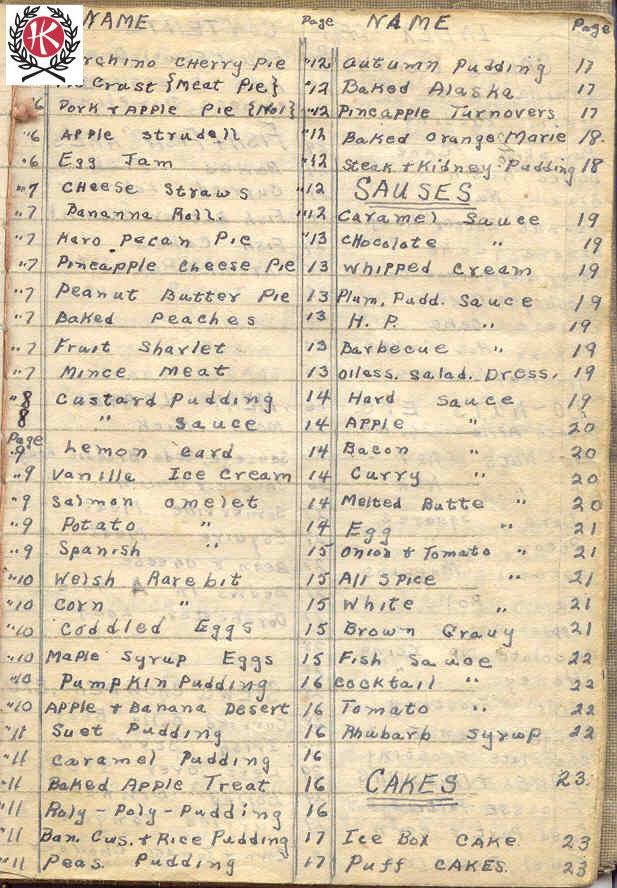 NAME Page NAME Page
Cherry Pie "12 Autumn Pudding 17
Crust {Meat Pie} "12 Baked Alaska 17
"6 Pork & Apple Pie {No1} "12 Pineapple Turnovers 17
"6 Apple Strudell "12 Baked Orange Marie 18.
"6 Egg Jam "12 Steak & Kidney Pudding 18
"7 Cheese Straws "12 SAUSES
"7 Bananna Roll. "12 Caramel Sauce 19
"7 Karo Pecan Pie "13 Chocolate " 19
"7 Pineapple Cheese Pie 13 Whipped Cream 19
"7 Peanut Butter Pie 13 Plum. Pudd. Sauce 19
"7 Baked Peaches 13 H. P. " 19
"7 Fruit Sharlet 13 Barbecue " 19
"7 Mince Meat 13 Oiless. Salad. Dress. 19
"8 Custard Pudding 14 Hard Sauce 19
8 " Sauce 14 Apple " 20
Page
"9 Lemon Curd 14 Bacon " 20
"9 Vanilla Ice Cream 14 Curry " 20
"9 Salmon Omelet 14 Melted Butte " 20
"9 Potato " 14 Egg " 21
"9 Spanish " 15 Onion & Tomato " 21
"10 Welsh Rarebit 15 All Spice " 21
"10 Corn " 15 White " 21
"10 Coddled Eggs 15 Brown Gravy 21
"10 Maple Syrup Eggs 15 Fish Sauce 22
"10 Pumpkin Pudding 16 Cocktail " 22
"10 Apple & Banana Desert 16 Tomato " 22
"11 Suet Pudding 16 Rhubarb Syrup 22
"11 Caramel Pudding 16
"11 Baked Apple Treat 16 CAKES 23.
"11 Roly-Poly-Pudding 16
"11 Ban. Cus. & Rice Pudding 17 Ice Box Cake. 23
"11 Peas. Pudding 17 Puff CAKES. 23